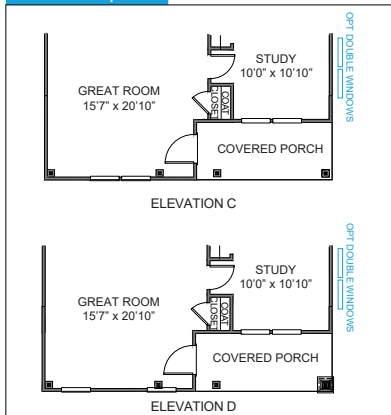 GREAT ROOM
15'7" x 20'10"
STUDY
10'0" x 10'10"
COAT
CLOSET
OPT DOUBLE WINDOWS
COVERED PORCH
ELEVATION C
GREAT ROOM
15'7" x 20'10"
STUDY
10'0" x 10'10"
COAT
CLOSET
OPT DOUBLE WINDOWS
COVERED PORCH
ELEVATION D